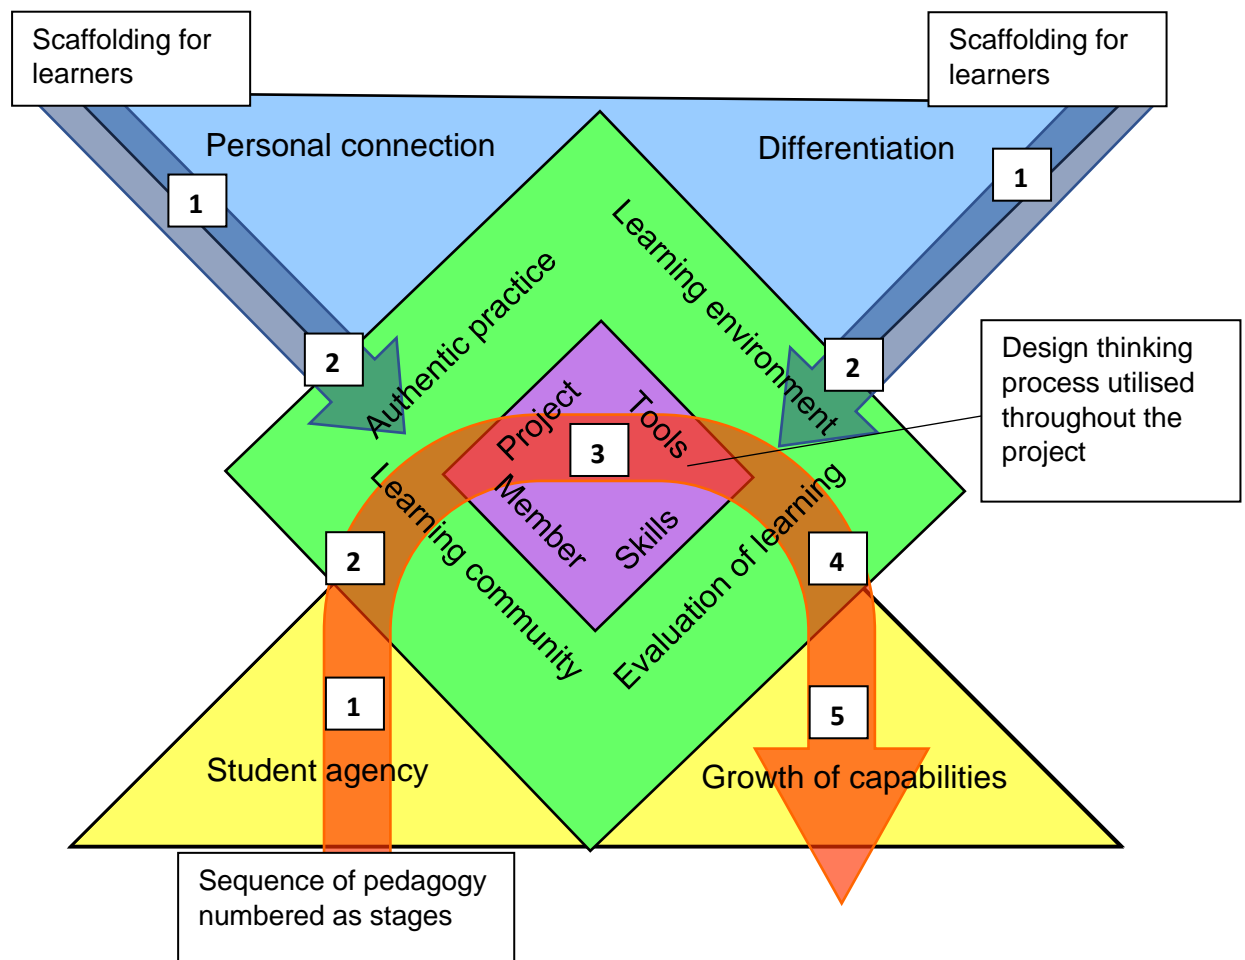 Scaffolding for
learners
Scaffolding for
learners
Personal connection
Differentiation
1
1
Learning environment
Authentic practice
2
2
Design thinking
process utilised
throughout the
project
Project
Tools
3
Member
Skills
Learning community
Evaluation of learning
2
4
1
5
Student agency
Growth of capabilities
Sequence of pedagogy
numbered as stages